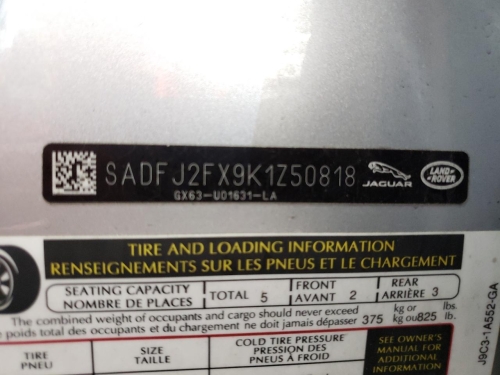 SADFJ2FX9K1Z50818
JAGUAR
LAND ROVER
GX63-U01631-LA
TIRE AND LOADING INFORMATION
RENSEIGNEMENTS SUR LES PNEUS ET LE CHARGEMENT
SEATING CAPACITY
NOMBRE DE PLACES
TOTAL 5
FRONT
AVANT 2
REAR
ARRIÈRE 3
The combined weight of occupants and cargo should never exceed
poids total des occupants et du chargement ne doit jamais dépasser
375
kg or
kg ou
825
lbs.
lb.
TIRE
PNEU
SIZE
TAILLE
COLD TIRE PRESSURE
PRESSION DES
PNEUS À FROID
SEE OWNER'S
MANUAL FOR
ADDITIONAL
INFORMATION
J9C3-1A552-GA